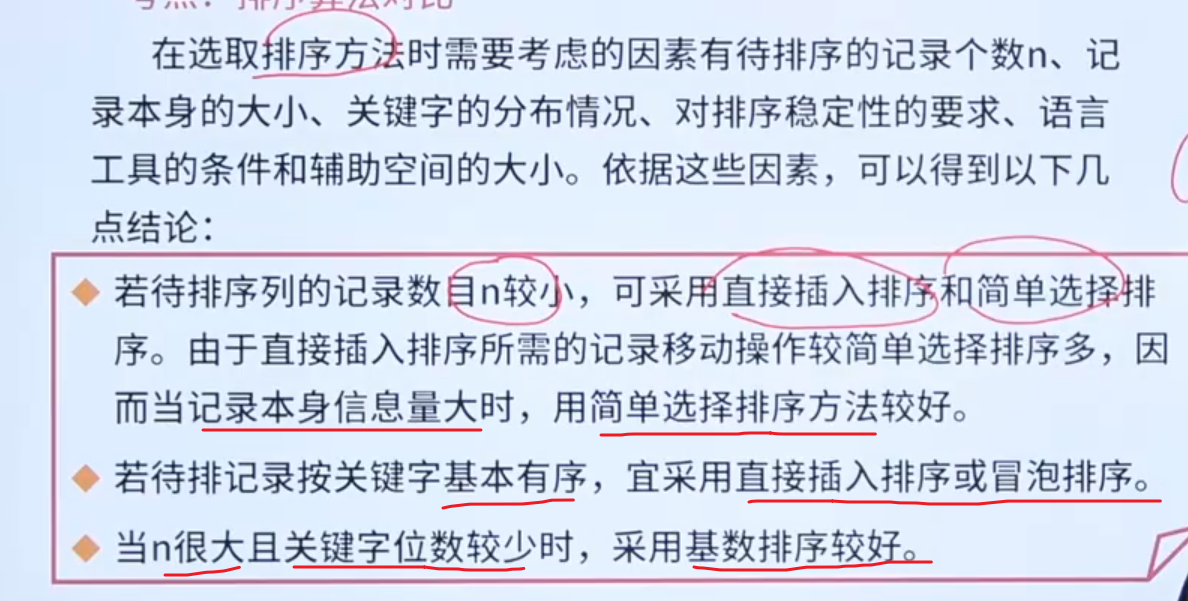 考点：排序算法对比
在选取排序方法时需要考虑的因素有待排序的记录个数n、记
录本身的大小、关键字的分布情况、对排序稳定性的要求、语言
工具的条件和辅助空间的大小。依据这些因素，可以得到以下几
点结论：
若待排序列的记录数目n较小，可采用直接插入排序和简单选择排
序。由于直接插入排序所需的记录移动操作较简单选择排序多，因
而当记录本身信息量大时，用简单选择排序方法较好。
若待排记录按关键字基本有序，宜采用直接插入排序或冒泡排序。
当n很大且关键字位数较少时，采用基数排序较好。